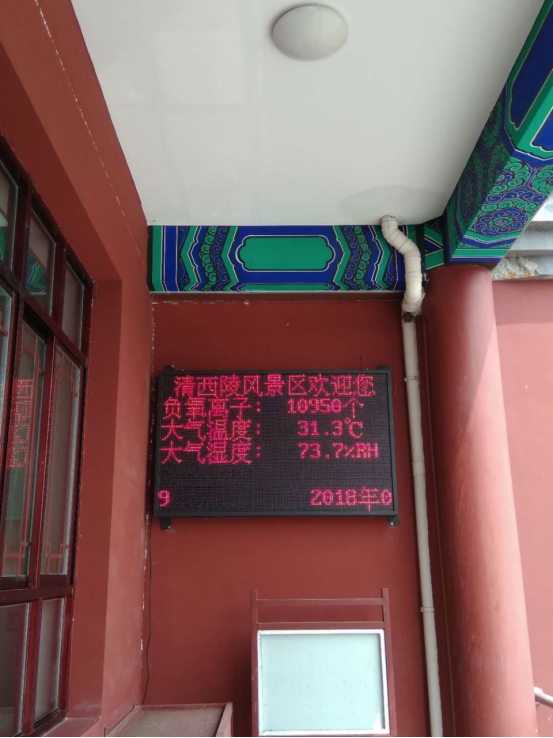 清西陵风景区欢迎您
负氧离子： 10950个
大气温度： 31.3℃
大气湿度： 73.7%RH
9 2018年0